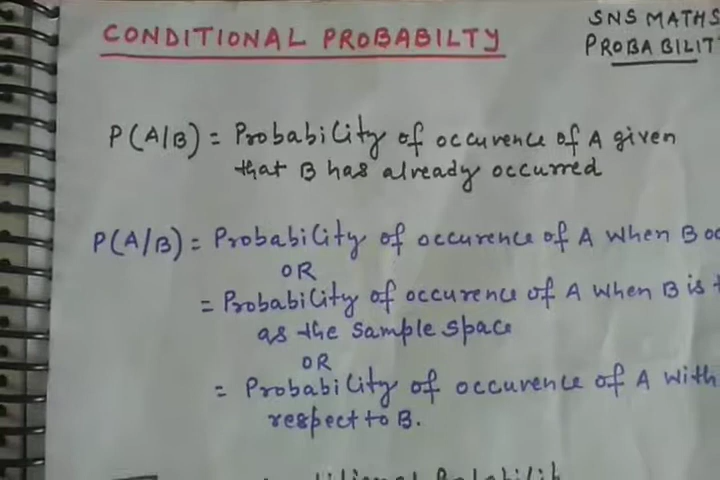 CONDITIONAL PROBABILTY
SNS MATHS
PROBABILIT
P(A/B) = Probability of occurence of A given
that B has already occurred
P(A/B) = Probability of occurence of A when B oc
OR
= Probability of occurence of A when B is t
as the sample space
OR
= Probability of occurence of A with
respect to B.